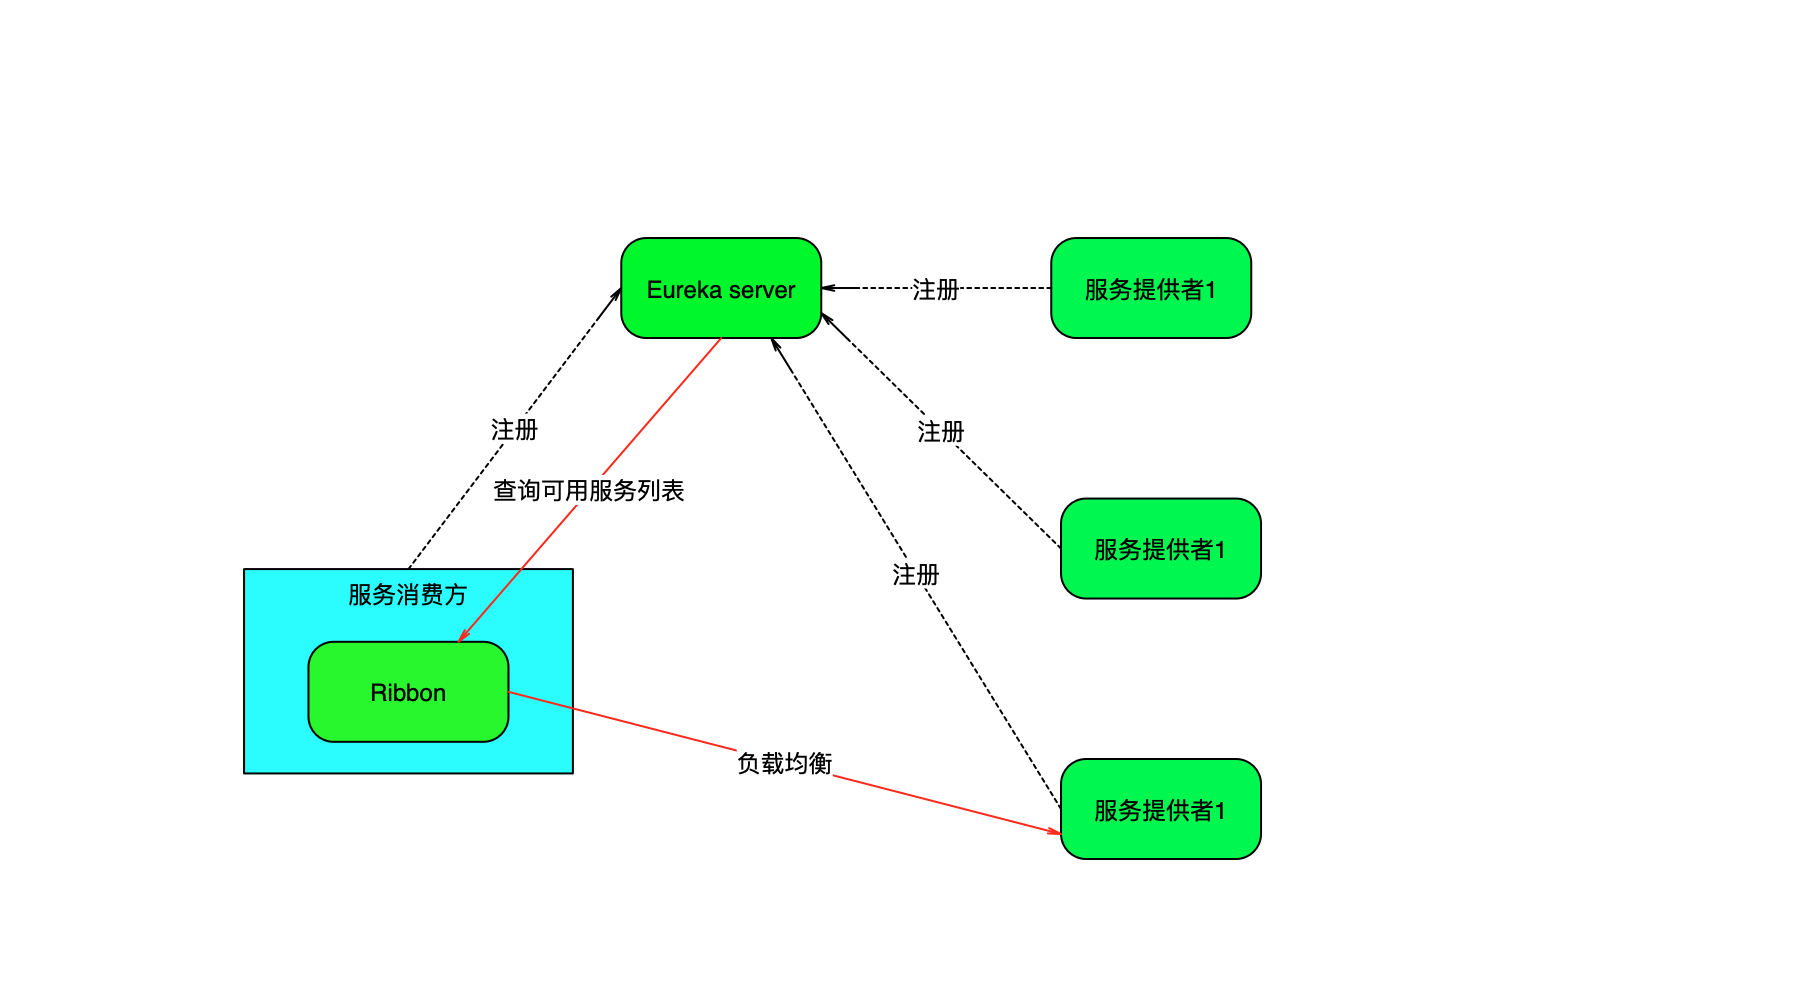 Eureka server
注册
服务提供者1
注册
注册
查询可用服务列表
服务提供者1
注册
服务消费方
Ribbon
负载均衡
服务提供者1